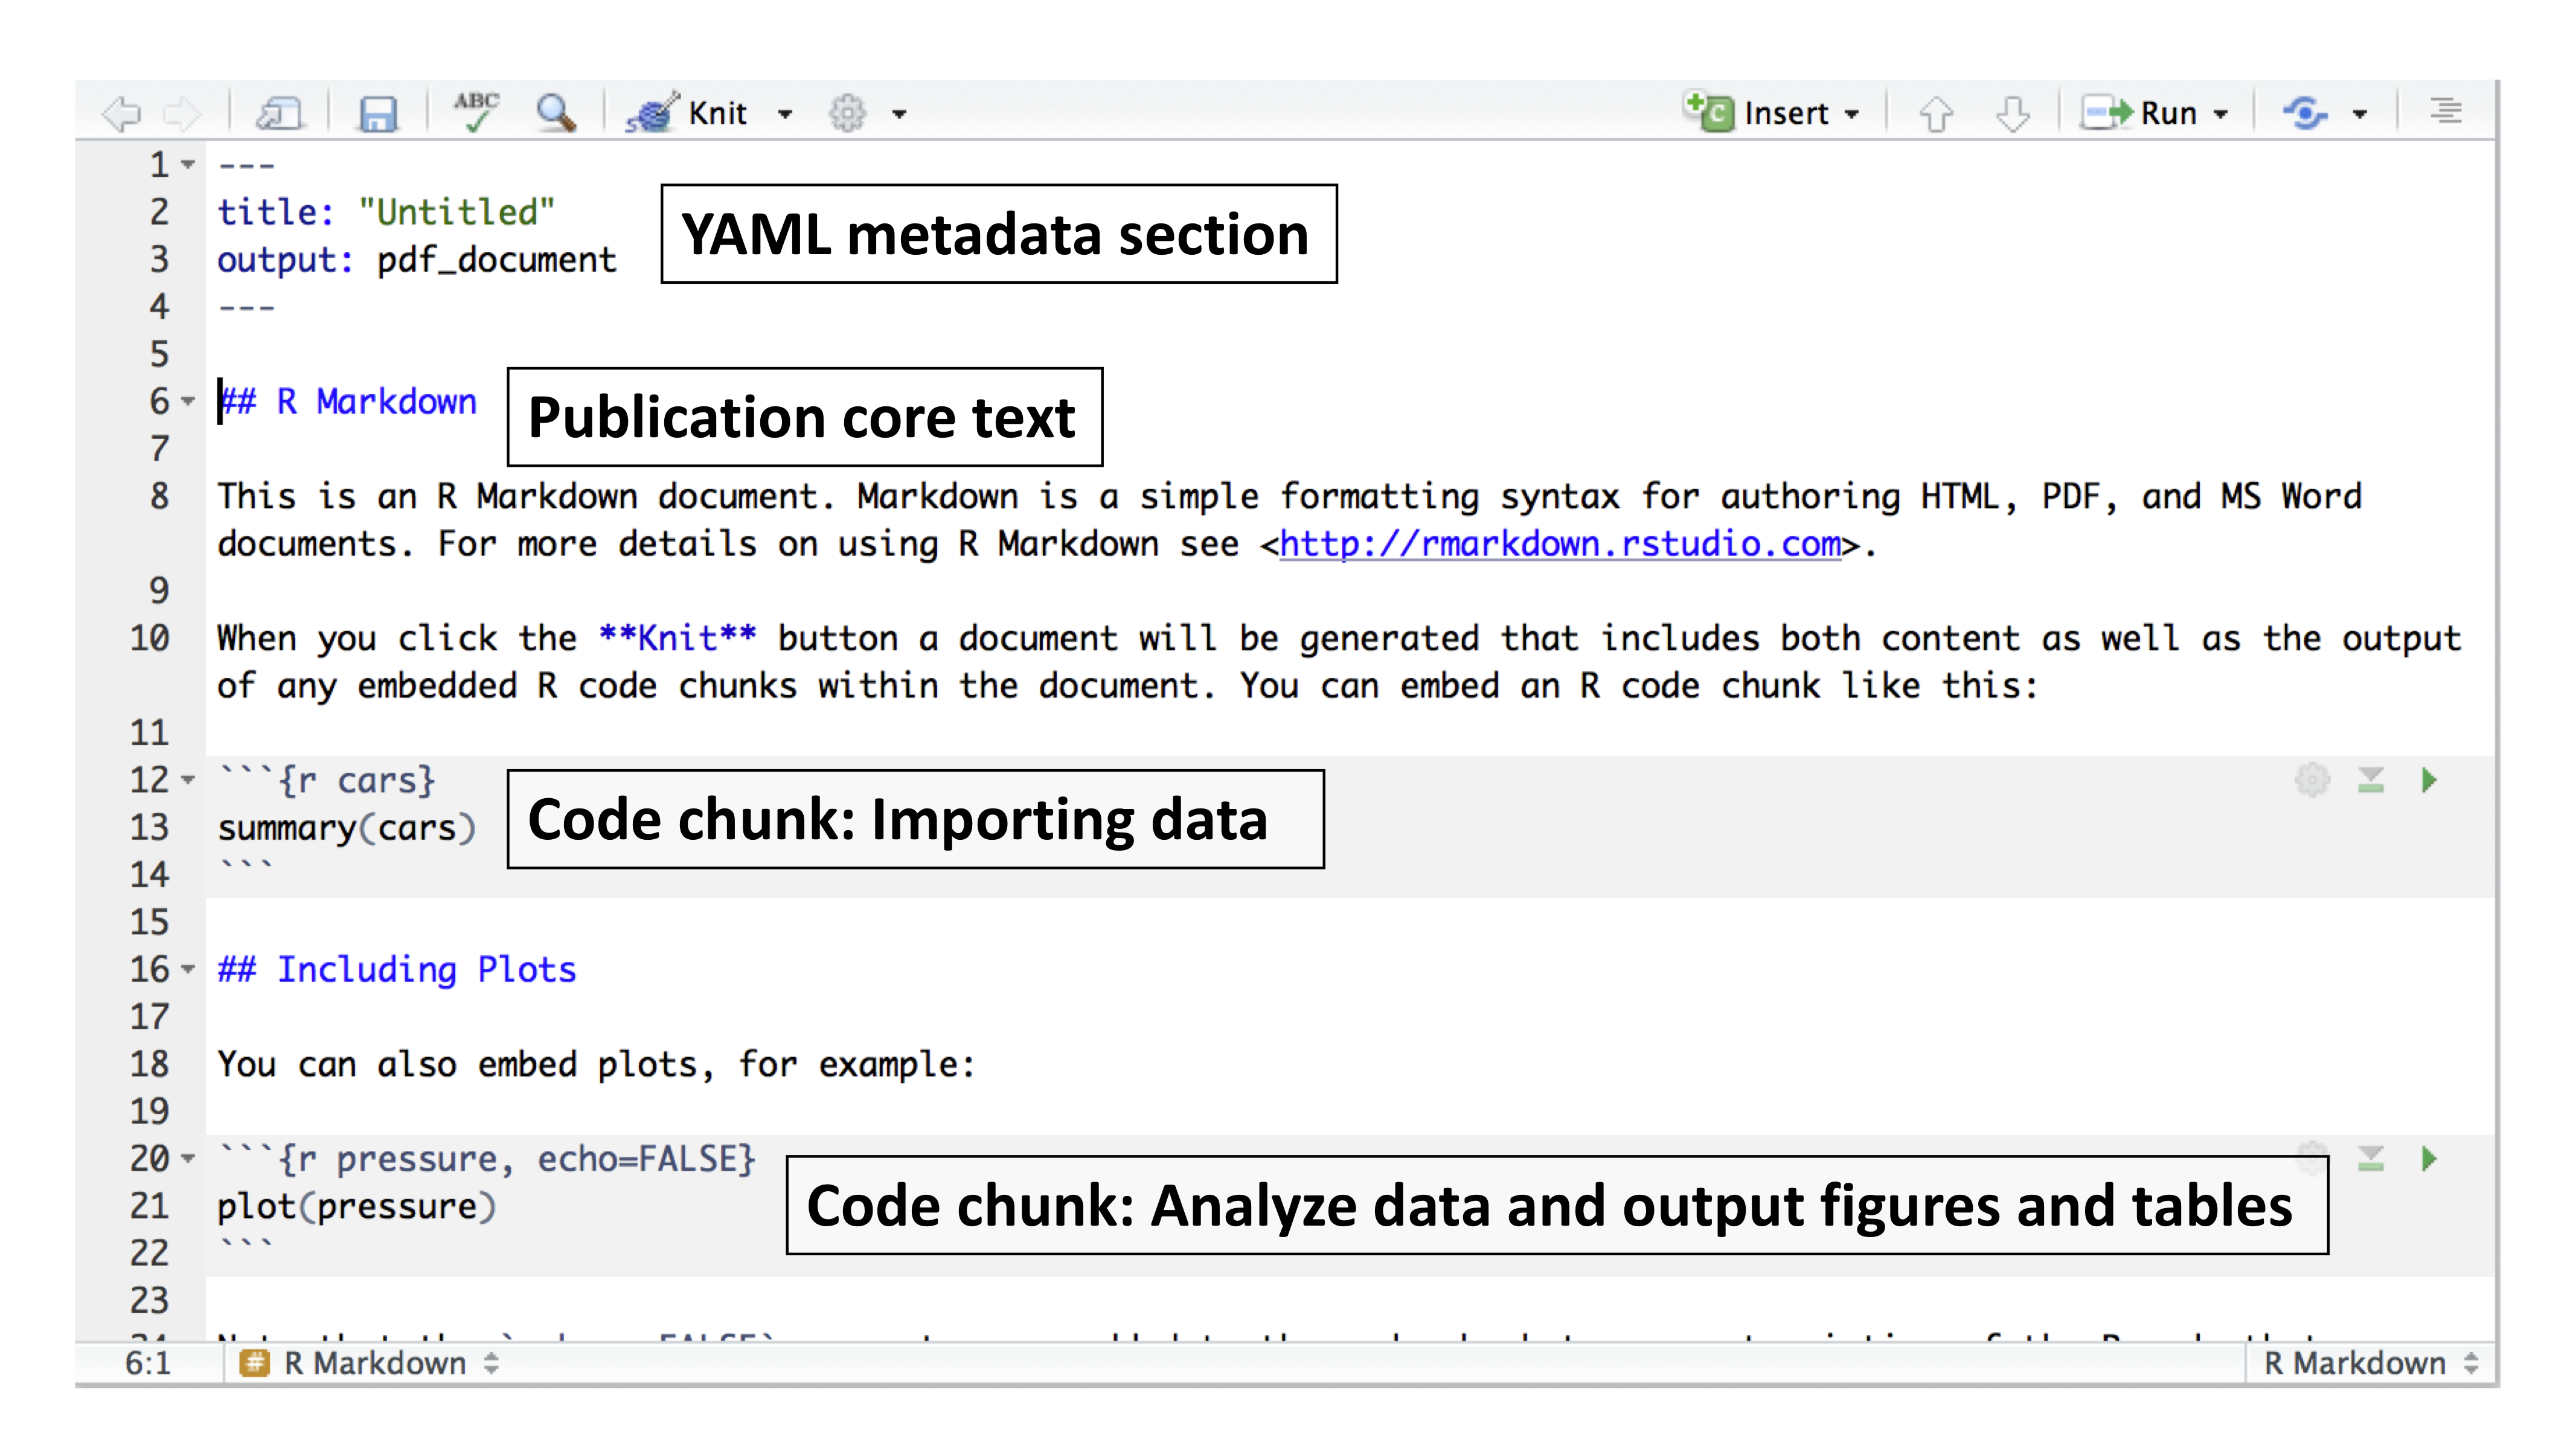 ABC Knit Insert Run
1 ---
2 title: "Untitled"
YAML metadata section
3 output: pdf_document
4 ---
5
6 ## R Markdown
Publication core text
7
8 This is an R Markdown document. Markdown is a simple formatting syntax for authoring HTML, PDF, and MS Word
documents. For more details on using R Markdown see <http://rmarkdown.rstudio.com>.
9
10 When you click the **Knit** button a document will be generated that includes both content as well as the output
of any embedded R code chunks within the document. You can embed an R code chunk like this:
11
12 ```{r cars}
Code chunk: Importing data
13 summary(cars)
14 ```
15
16 ## Including Plots
17
18 You can also embed plots, for example:
19
20 ```{r pressure, echo=FALSE}
Code chunk: Analyze data and output figures and tables
21 plot(pressure)
22 ```
23
6:1 # R Markdown R Markdown